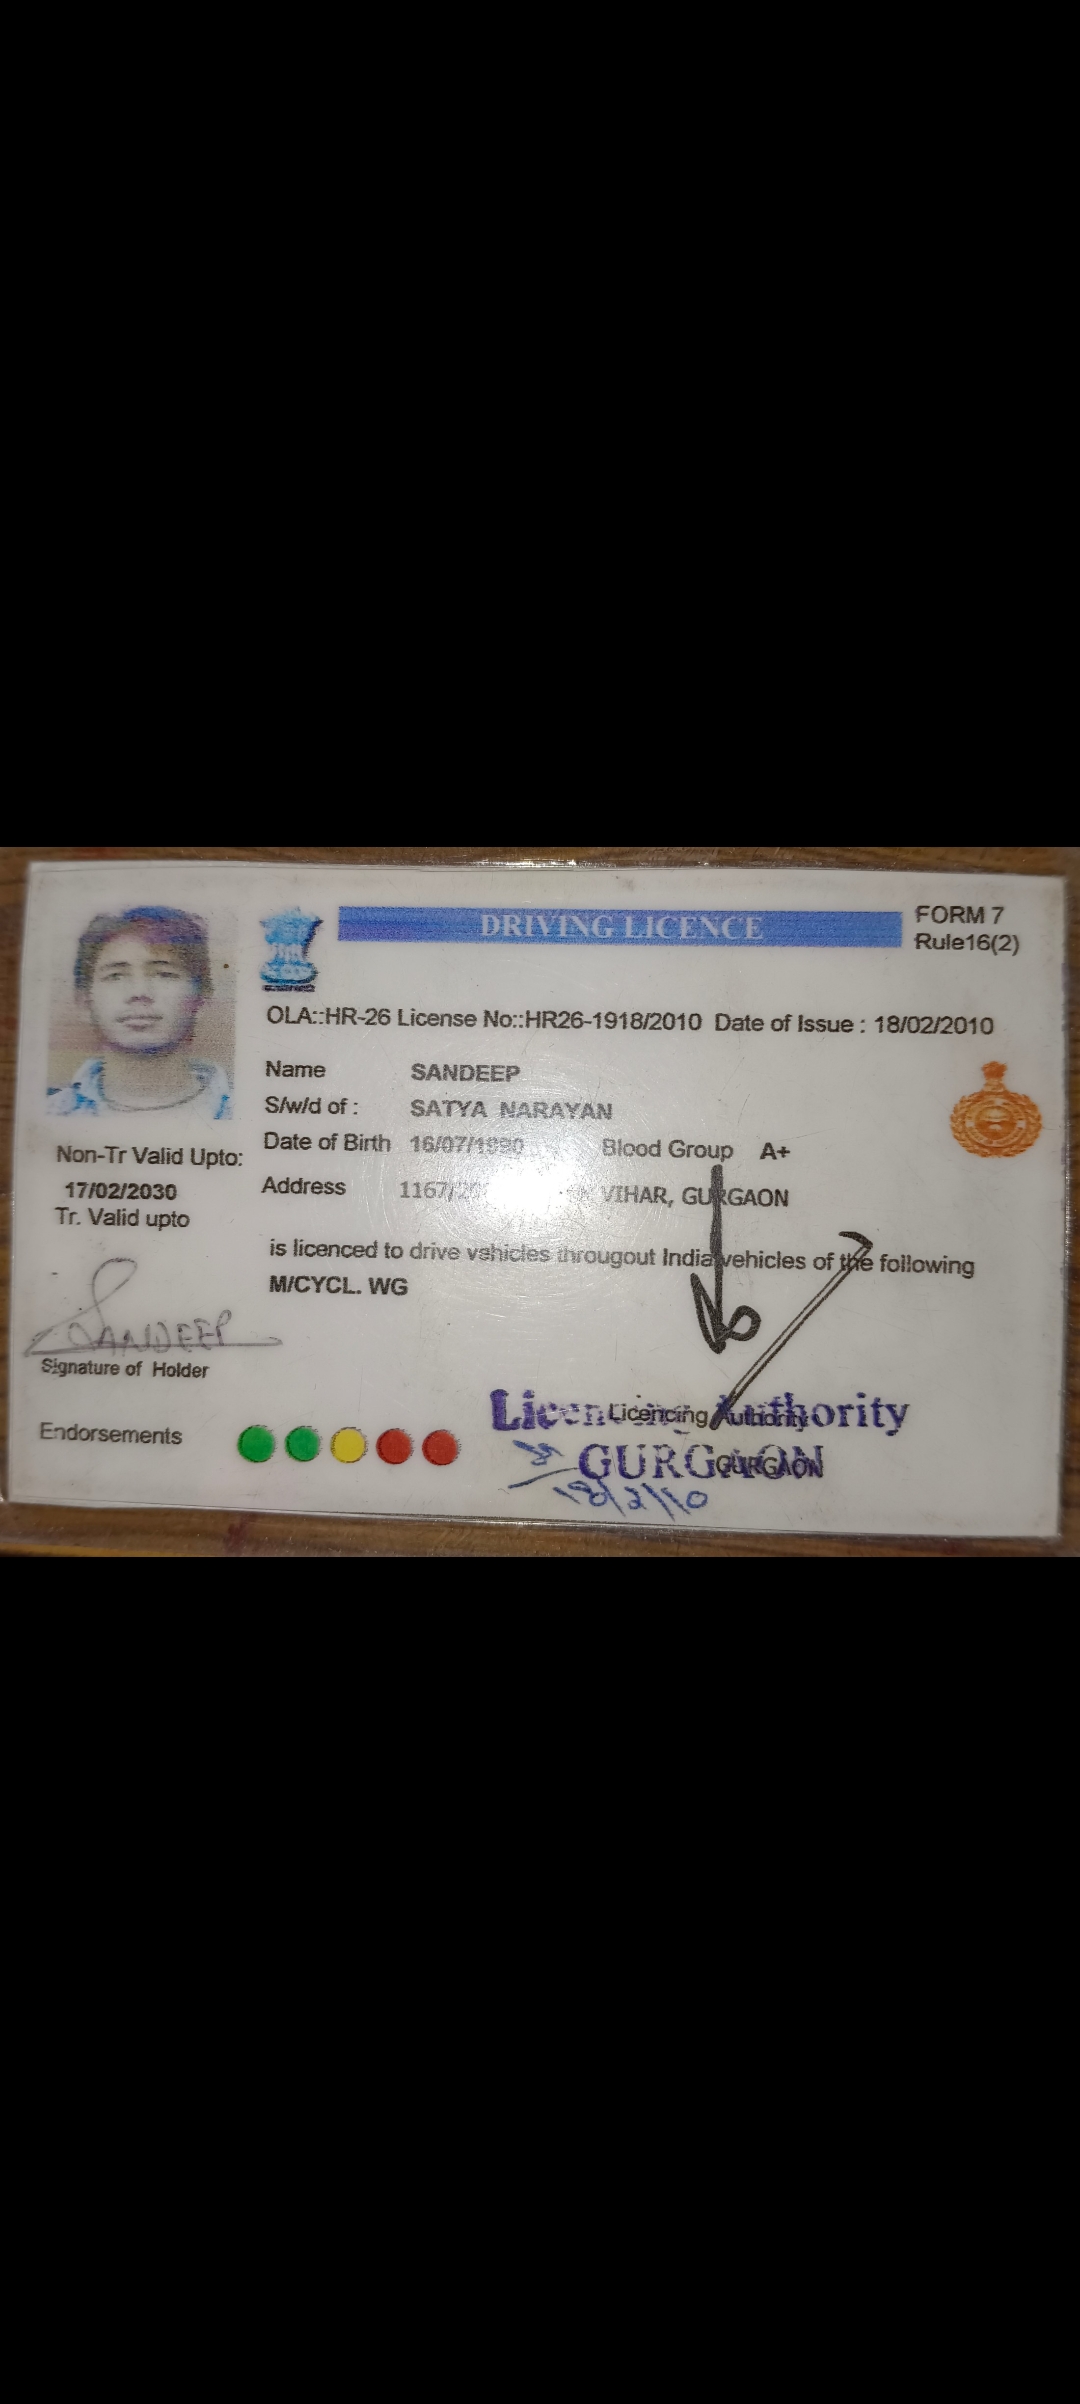 DRIVING LICENCE
FORM 7
Rule16(2)
OLA::HR-26 License No::HR26-1918/2010 Date of Issue : 18/02/2010
Name SANDEEP
S/w/d of : SATYA NARAYAN
Date of Birth 16/07/1990 Blood Group A+
Address VIHAR, GURGAON
Non-Tr Valid Upto:
17/02/2030
Tr. Valid upto
is licenced to drive vehicles througout India vehicles of the following
M/CYCL. WG
SANDEEP
Signature of Holder
Endorsements
Licencing Authority
GURGAON
Licencing Authority
GURGAON
18/2/10